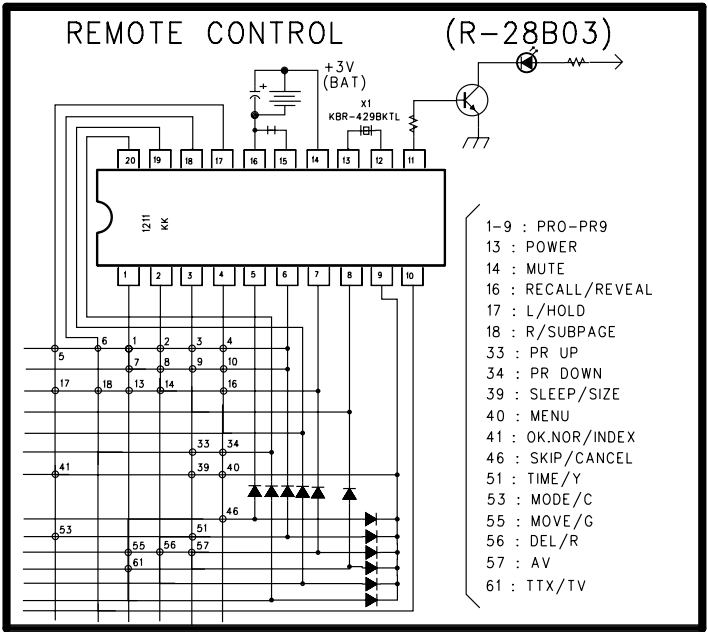 REMOTE CONTROL (R-28B03)
+3V
(BAT)
+
X1
KBR-429BKTL
20 19 18 17 16 15 14 13 12 11
1211
KK
1 2 3 4 5 6 7 8 9 10
5 6 1 2 3 4
7 8 9 10
17 18 13 14 16
33 34
41 39 40
46
53 51
55 56 57
61
1-9 : PRO-PR9
13 : POWER
14 : MUTE
16 : RECALL/REVEAL
17 : L/HOLD
18 : R/SUBPAGE
33 : PR UP
34 : PR DOWN
39 : SLEEP/SIZE
40 : MENU
41 : OK.NOR/INDEX
46 : SKIP/CANCEL
51 : TIME/Y
53 : MODE/C
55 : MOVE/G
56 : DEL/R
57 : AV
61 : TTX/TV